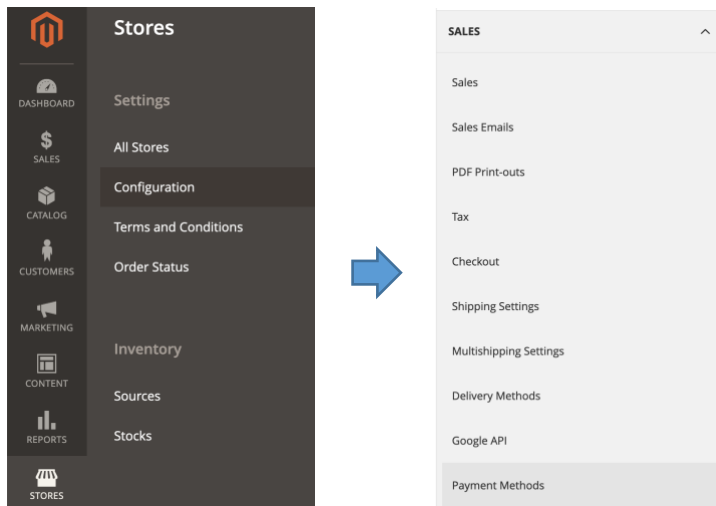 DASHBOARD
SALES
CATALOG
CUSTOMERS
MARKETING
CONTENT
REPORTS
STORES
Stores
Settings
All Stores
Configuration
Terms and Conditions
Order Status
Inventory
Sources
Stocks
SALES
Sales
Sales Emails
PDF Print-outs
Tax
Checkout
Shipping Settings
Multishipping Settings
Delivery Methods
Google API
Payment Methods